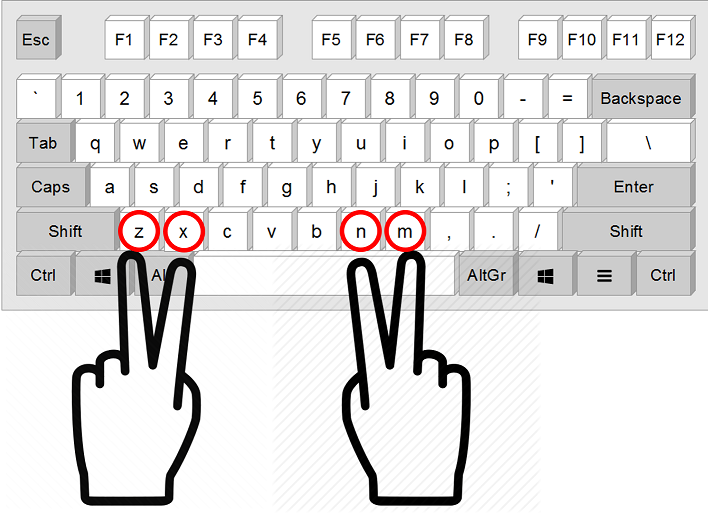 Esc F1 F2 F3 F4 F5 F6 F7 F8 F9 F10 F11 F12
` 1 2 3 4 5 6 7 8 9 0 - = Backspace
Tab q w e r t y u i o p [ ] \
Caps a s d f g h j k l ; ' Enter
Shift z x c v b n m , . / Shift
Ctrl Al AltGr Ctrl